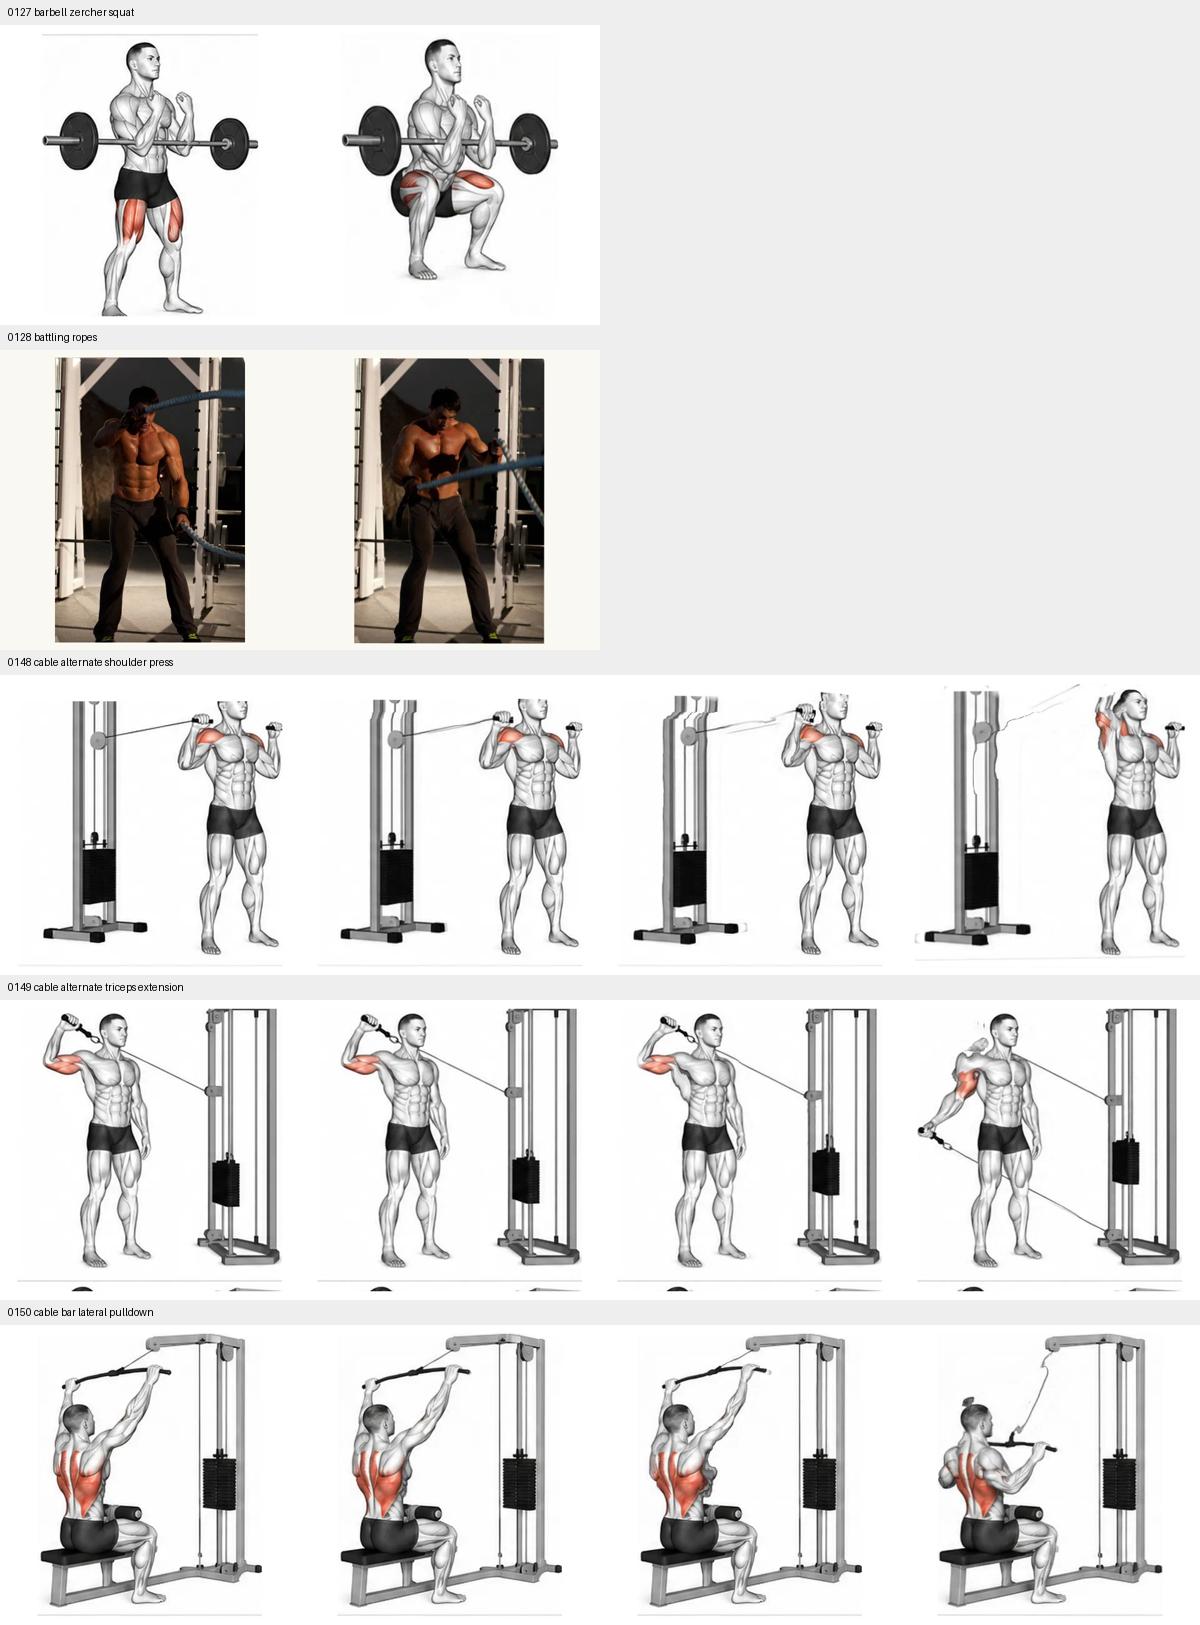 0127 barbell zercher squat
0128 battling ropes
0148 cable alternate shoulder press
0149 cable alternate triceps extension
0150 cable bar lateral pulldown